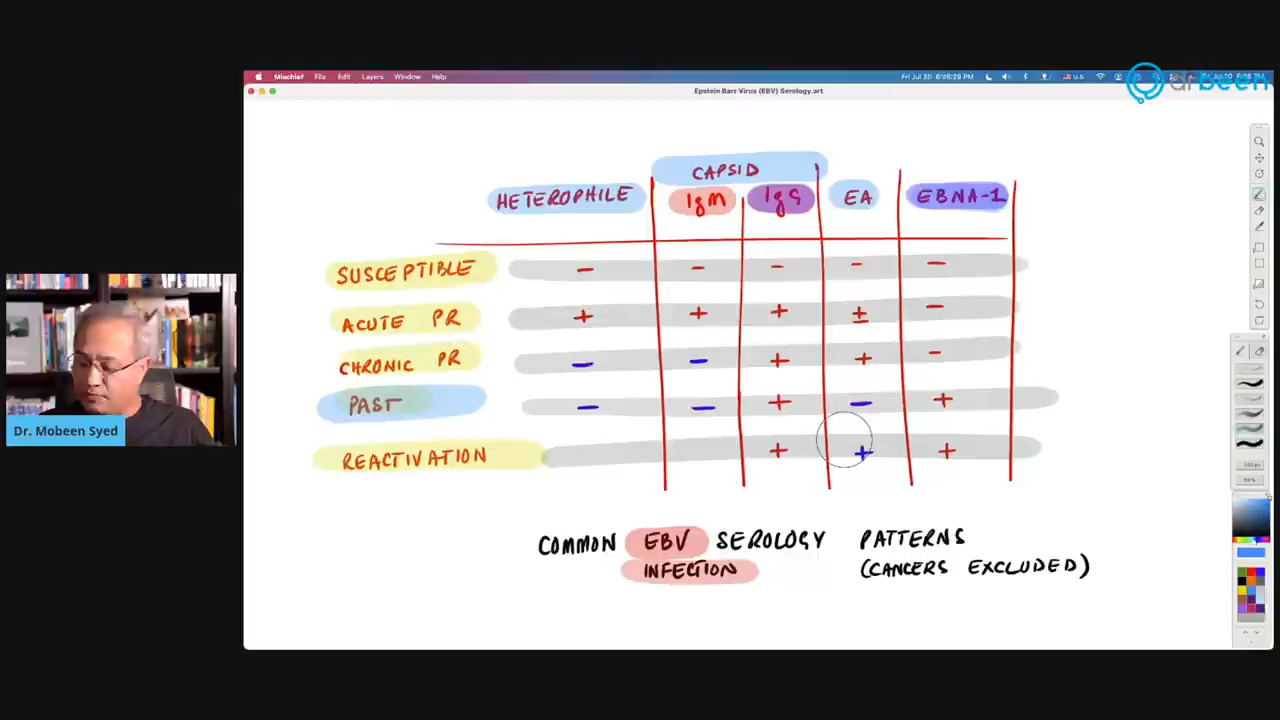 drbeen
Mischief File Edit Layers Window Help
Epstein Barr Virus (EBV) Serology.art
CAPSID
HETEROPHILE IgM IgG EA EBNA-1
SUSCEPTIBLE - - - - -
ACUTE PR + + + ± -
CHRONIC PR - - + + -
PAST - - + - +
REACTIVATION + + +
Dr. Mobeen Syed
COMMON EBV SEROLOGY PATTERNS
INFECTION (CANCERS EXCLUDED)